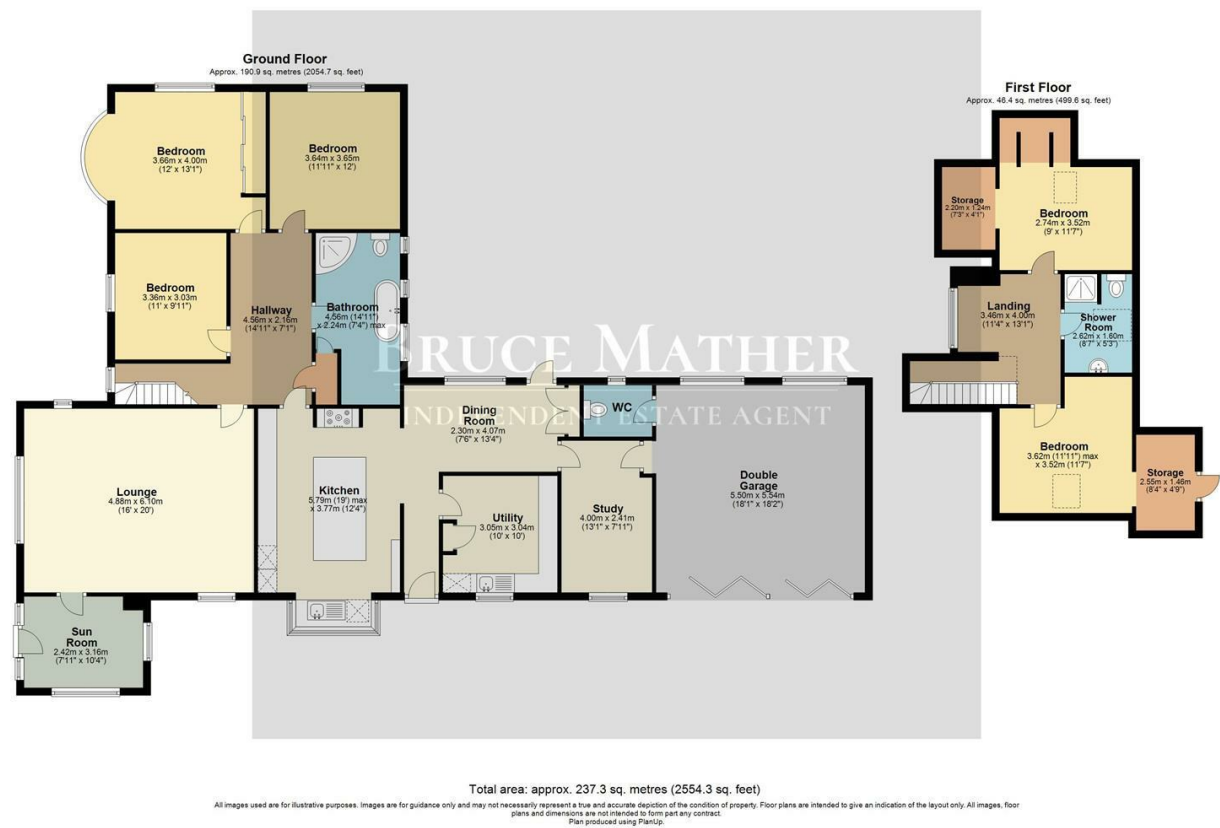 Ground Floor
Approx. 190.9 sq. metres (2054.7 sq. feet)
Bedroom
3.66m x 4.00m
(12' x 13'1")
Bedroom
3.64m x 3.65m
(11'11" x 12')
Bedroom
3.36m x 3.03m
(11' x 9'11")
Hallway
4.56m x 2.16m
(14'11" x 7'1")
Bathroom
4.56m (14'11")
x 2.24m (7'4") max
BRUCE MATHER
INDEPENDENT ESTATE AGENT
Lounge
4.88m x 6.10m
(16' x 20')
Kitchen
5.79m (19') max
x 3.77m (12'4")
Dining
Room
2.30m x 4.07m
(7'6" x 13'4")
WC
Utility
3.05m x 3.04m
(10' x 10')
Study
4.00m x 2.41m
(13'1" x 7'11")
Double
Garage
5.50m x 5.54m
(18'1" x 18'2")
Sun
Room
2.42m x 3.16m
(7'11" x 10'4")
First Floor
Approx. 46.4 sq. metres (499.6 sq. feet)
Storage
2.20m x 1.24m
(7'3" x 4'1")
Bedroom
2.74m x 3.52m
(9' x 11'7")
Landing
3.46m x 4.00m
(11'4" x 13'1")
Shower
Room
2.62m x 1.60m
(8'7" x 5'3")
Bedroom
3.62m (11'11") max
x 3.52m (11'7")
Storage
2.55m x 1.46m
(8'4" x 4'9")
Total area: approx. 237.3 sq. metres (2554.3 sq. feet)
All images used are for illustrative purposes. Images are for guidance only and may not necessarily represent a true and accurate depiction of the condition of property. Floor plans are intended to give an indication of the layout only. All images, floor
plans and dimensions are not intended to form part any contract.
Plan produced using PlanUp.